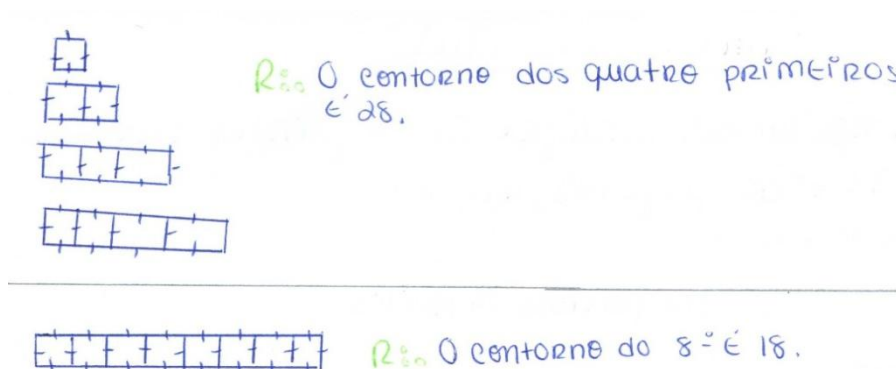 R:. O contorno dos quatro primeiros
é 28.
R:. O contorno do 8º é 18.